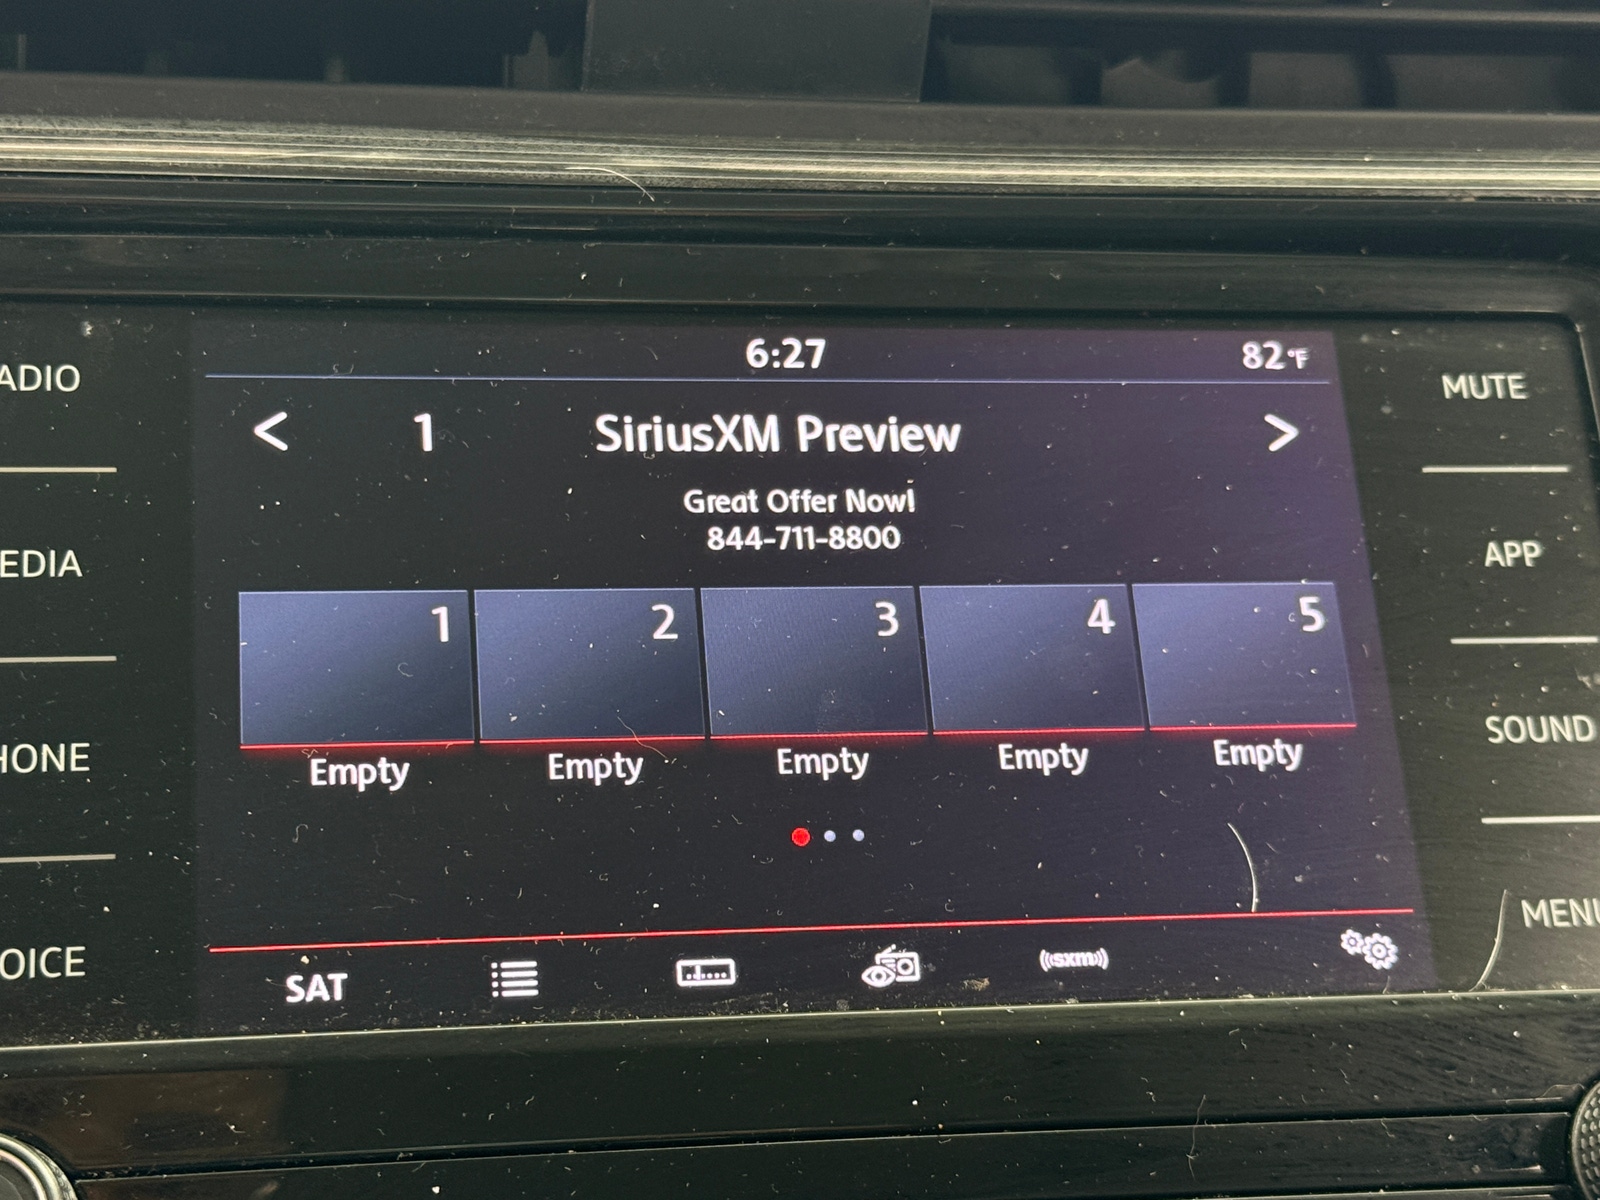 6:27 82°F
< 1 SiriusXM Preview >
Great Offer Now!
844-711-8800
1 2 3 4 5
Empty Empty Empty Empty Empty
SAT ((sxm))
ADIO
EDIA
HONE
OICE
MUTE
APP
SOUND
MENU